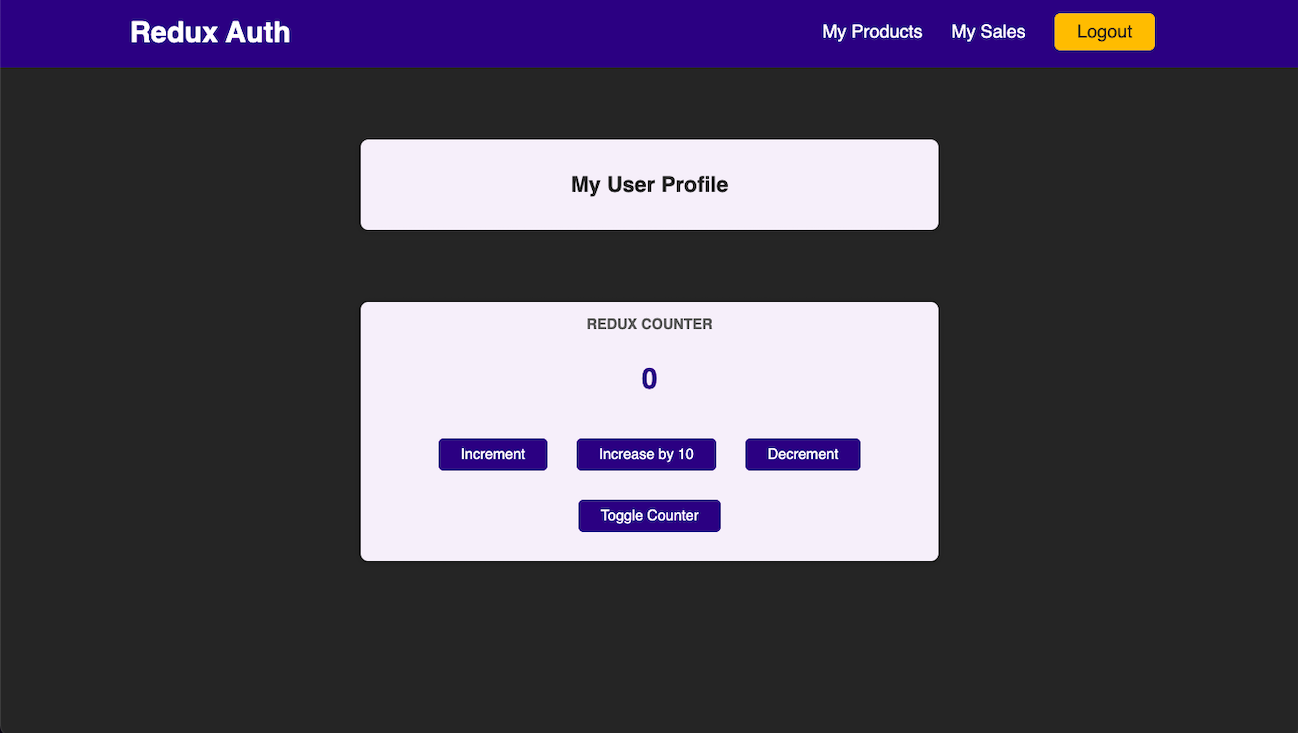 Redux Auth My Products My Sales Logout
My User Profile
REDUX COUNTER
0
Increment Increase by 10 Decrement
Toggle Counter